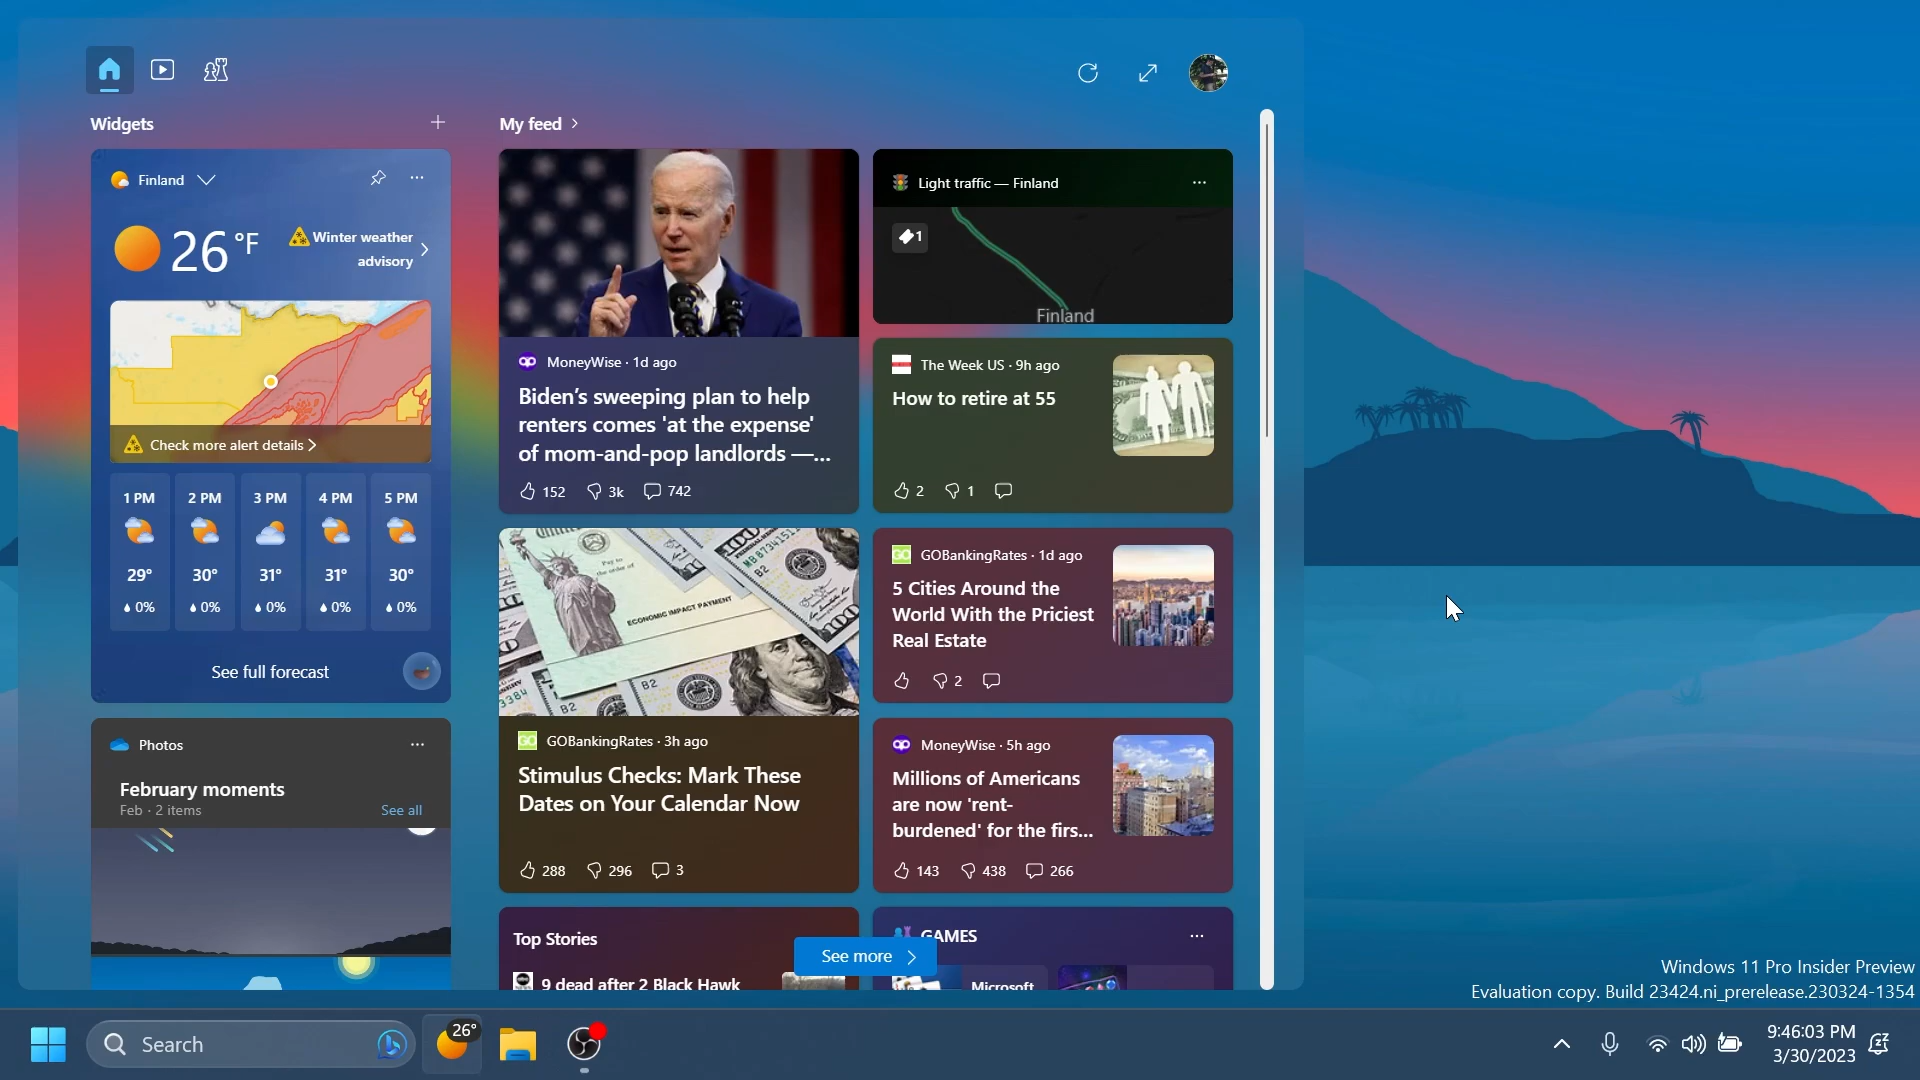 Widgets
Finland
26 °F
Winter weather
advisory
Check more alert details
1 PM 2 PM 3 PM 4 PM 5 PM
29° 30° 31° 31° 30°
0% 0% 0% 0% 0%
See full forecast
Photos
February moments
Feb · 2 items
See all
My feed
MoneyWise · 1d ago
Biden's sweeping plan to help
renters comes 'at the expense'
of mom-and-pop landlords —...
152 3k 742
ECONOMIC IMPACT PAYMENT
GOBankingRates · 3h ago
Stimulus Checks: Mark These
Dates on Your Calendar Now
288 296 3
Top Stories
9 dead after 2 Black Hawk
See more
Light traffic — Finland
1
Finland
The Week US · 9h ago
How to retire at 55
2 1
GO
GOBankingRates · 1d ago
5 Cities Around the
World With the Priciest
Real Estate
2
MoneyWise · 5h ago
Millions of Americans
are now 'rent-
burdened' for the firs...
143 438 266
GAMES
Microsoft
Windows 11 Pro Insider Preview
Evaluation copy. Build 23424.ni_prerelease.230324-1354
Search
26°
9:46:03 PM
3/30/2023